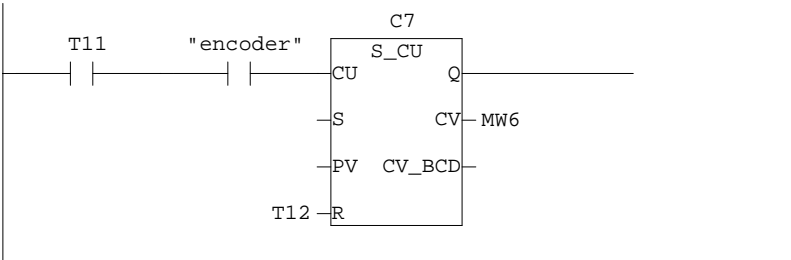 C7
T11 "encoder" S_CU
CU Q
S CV MW6
PV CV_BCD
T12 R